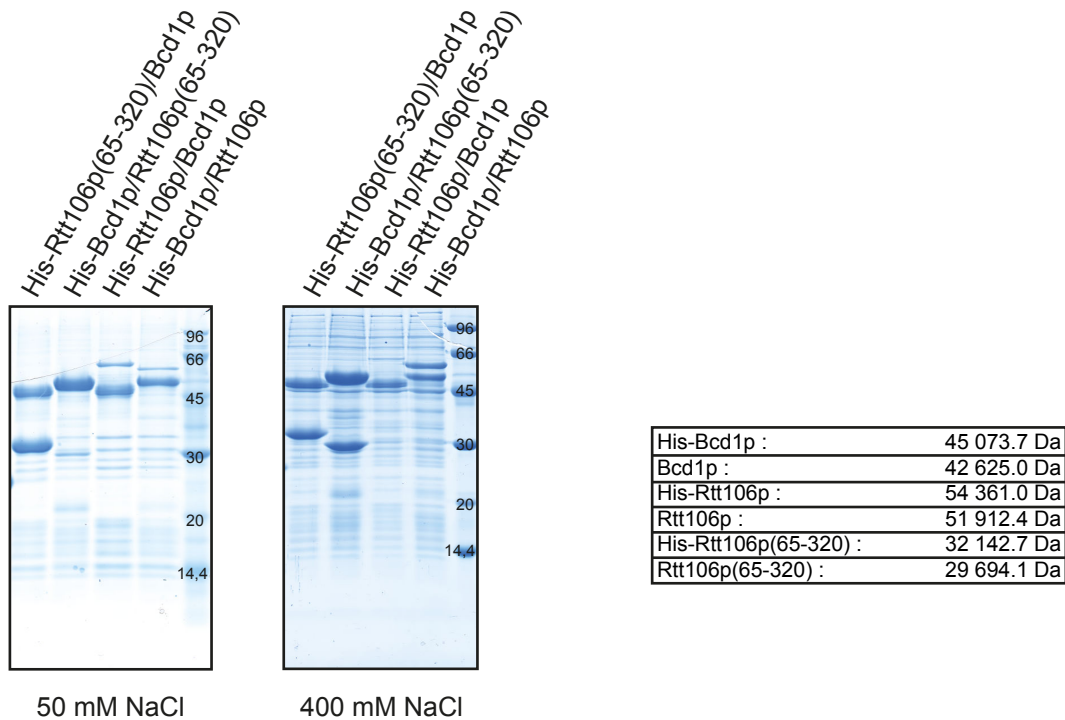 His-Rtt106p(65-320)/Bcd1p
His-Bcd1p/Rtt106p(65-320)
His-Rtt106p/Bcd1p
His-Bcd1p/Rtt106p
96
66
45
30
20
14,4
50 mM NaCl
His-Rtt106p(65-320)/Bcd1p
His-Bcd1p/Rtt106p(65-320)
His-Rtt106p/Bcd1p
His-Bcd1p/Rtt106p
96
66
45
30
20
14,4
400 mM NaCl
His-Bcd1p : 45 073.7 Da
Bcd1p : 42 625.0 Da
His-Rtt106p : 54 361.0 Da
Rtt106p : 51 912.4 Da
His-Rtt106p(65-320) : 32 142.7 Da
Rtt106p(65-320) : 29 694.1 Da